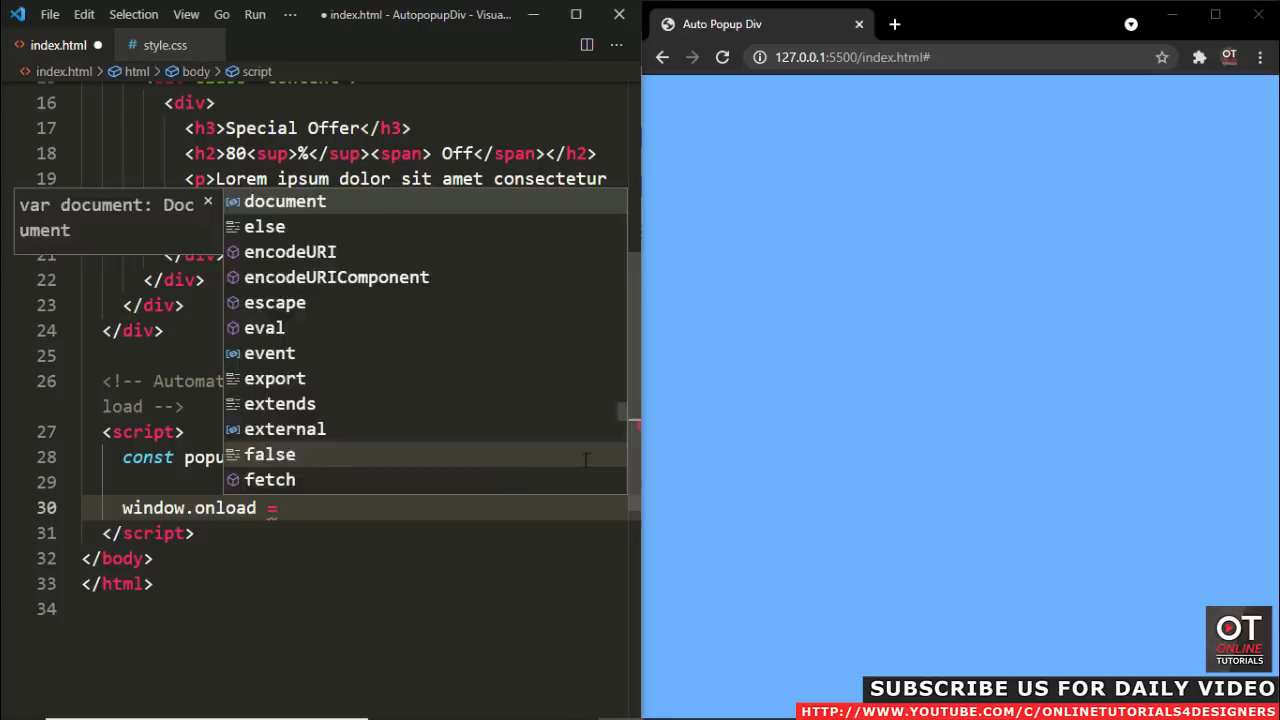 File Edit Selection View Go Run ··· ● index.html - AutopopupDiv - Visua...
<> index.html ●
# style.css
<> index.html > html > body > script
16 <div>
17 <h3>Special Offer</h3>
18 <h2>80<sup>%</sup><span> Off</span></h2>
19 <p>Lorem ipsum dolor sit amet consectetur
var document: Doc
ument
document
else
encodeURI
encodeURIComponent
escape
eval
event
export
extends
external
false
fetch
21 </div>
22 </div>
23 </div>
24 </div>
25
26 <!-- Automat
load -->
27 <script>
28 const popu
29
30 window.onload =
31 </script>
32 </body>
33 </html>
34
Auto Popup Div
127.0.0.1:5500/index.html#
OT
OT
ONLINE
TUTORIALS
SUBSCRIBE US FOR DAILY VIDEO
HTTP://WWW.YOUTUBE.COM/C/ONLINETUTORIALS4DESIGNERS